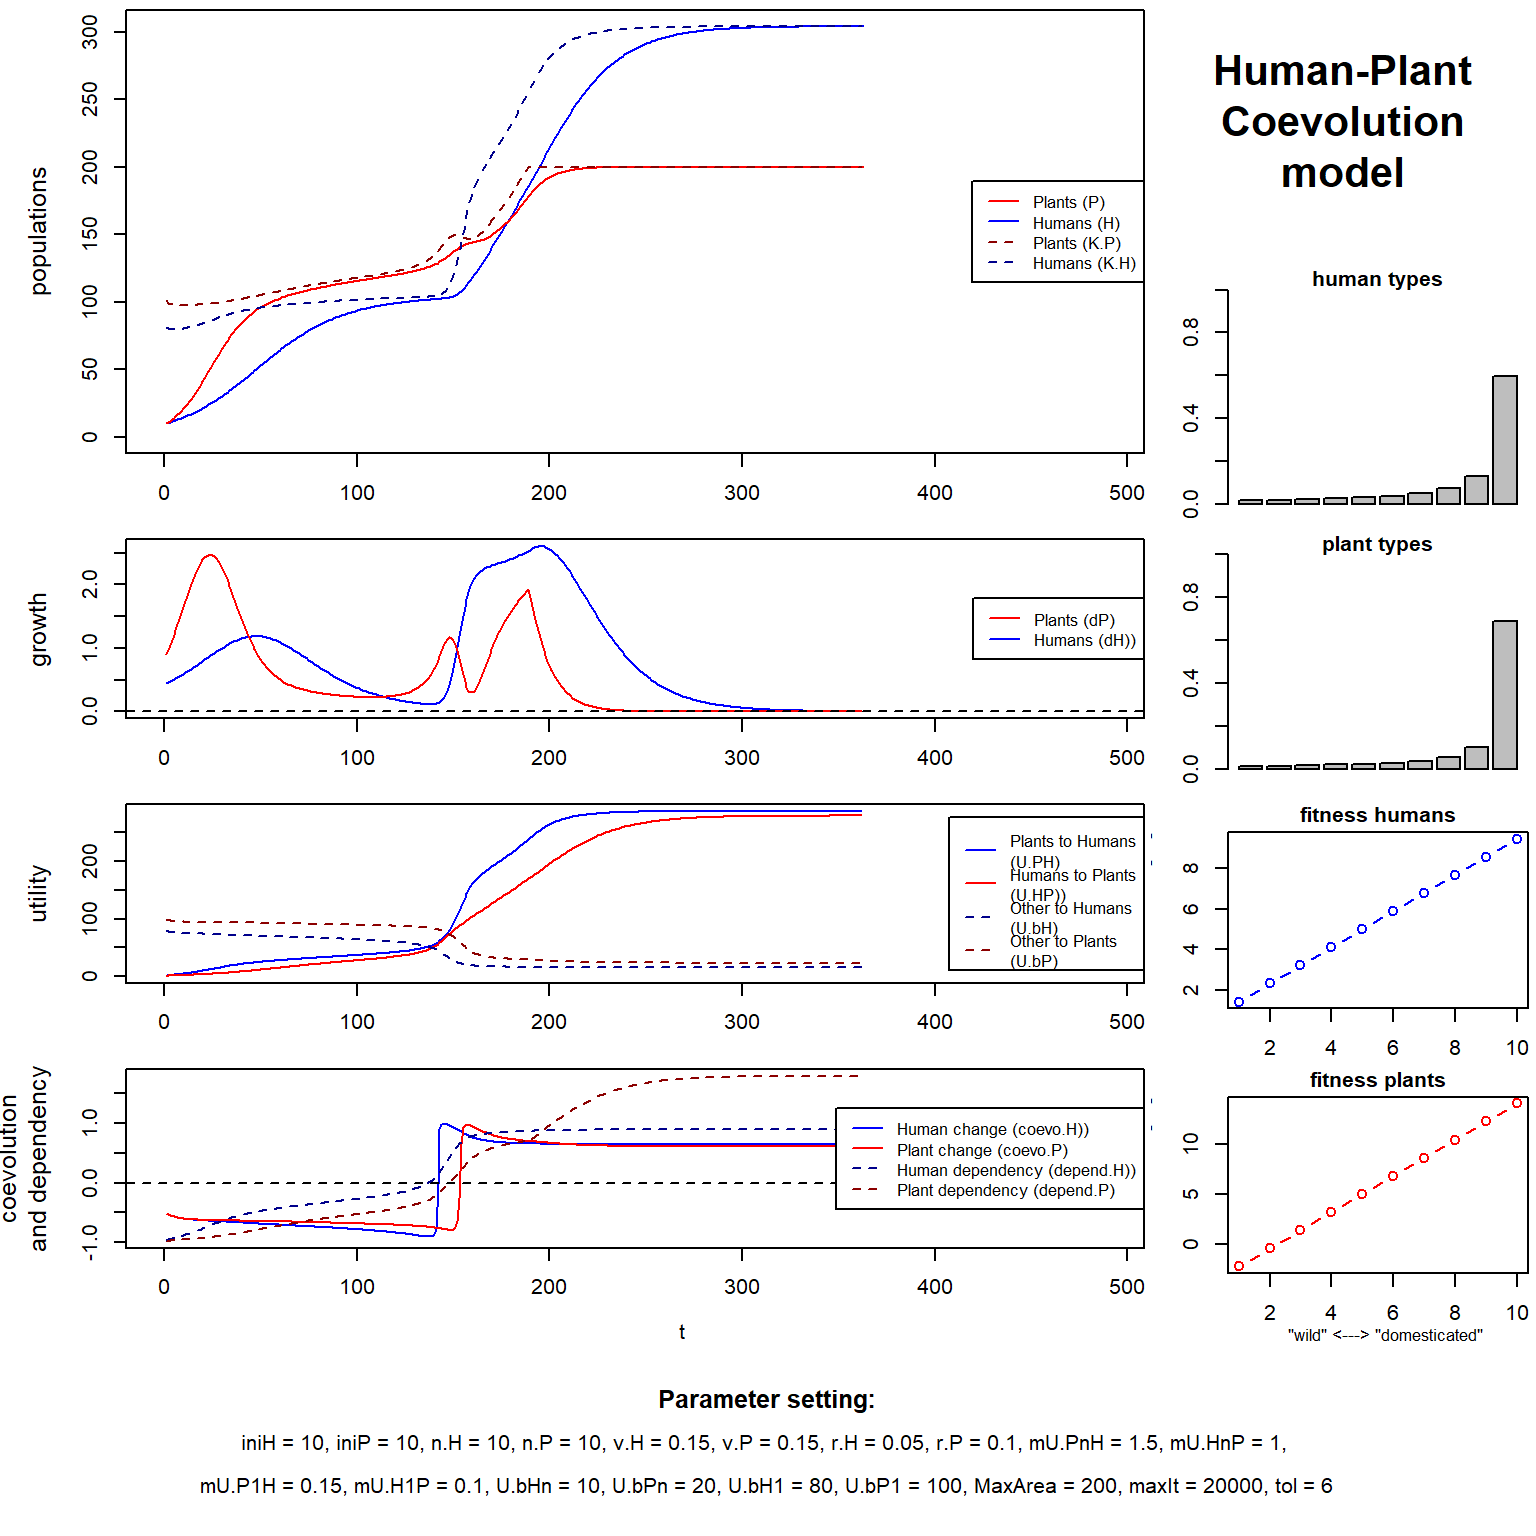 Human-Plant
Coevolution
model
populations
0
50
100
150
200
250
300
0 100 200 300 400 500
Plants (P)
Humans (H)
Plants (K.P)
Humans (K.H)
growth
0.0 1.0 2.0
0 100 200 300 400 500
Plants (dP)
Humans (dH))
utility
0 100 200
0 100 200 300 400 500
Plants to Humans
(U.PH)
Humans to Plants
(U.HP))
Other to Humans
(U.bH)
Other to Plants
(U.bP)
coevolution
and dependency
-1.0 0.0 1.0
0 100 200 300 400 500
t
Human change (coevo.H))
Plant change (coevo.P)
Human dependency (depend.H))
Plant dependency (depend.P)
human types
0.0 0.4 0.8
plant types
0.0 0.4 0.8
fitness humans
2 4 6 8
2 4 6 8 10
fitness plants
0 5 10
2 4 6 8 10
"wild" <---> "domesticated"
Parameter setting:
iniH = 10, iniP = 10, n.H = 10, n.P = 10, v.H = 0.15, v.P = 0.15, r.H = 0.05, r.P = 0.1, mU.PnH = 1.5, mU.HnP = 1,
mU.P1H = 0.15, mU.H1P = 0.1, U.bHn = 10, U.bPn = 20, U.bH1 = 80, U.bP1 = 100, MaxArea = 200, maxIt = 20000, tol = 6